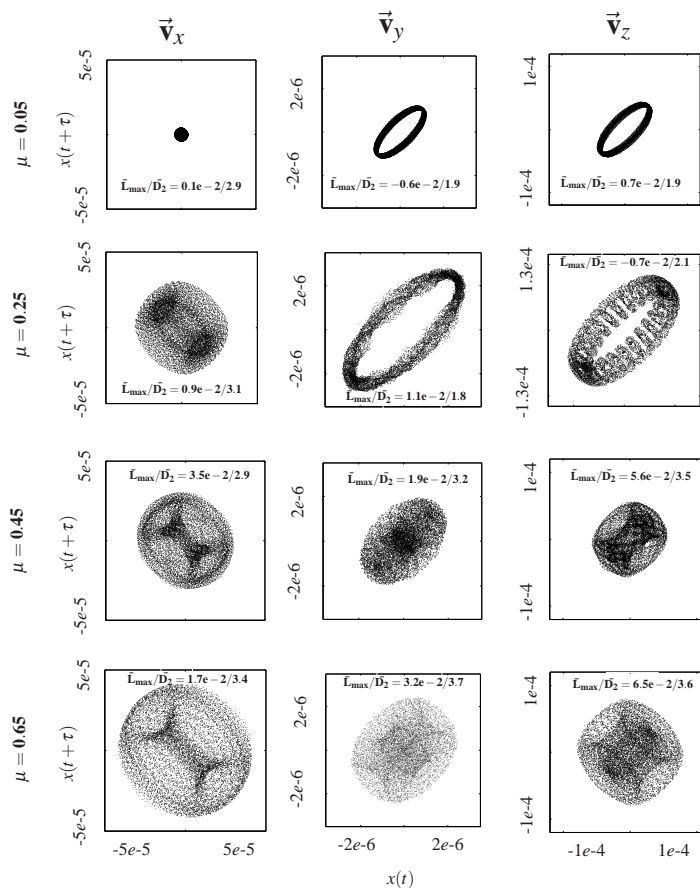 v⃗x v⃗y v⃗z
μ = 0.05
x(t + τ)
5e-5
-5e-5
L̄max/D̄2 = 0.1e−2/2.9
2e-6
-2e-6
L̄max/D̄2 = −0.6e−2/1.9
1e-4
-1e-4
L̄max/D̄2 = 0.7e−2/1.9
μ = 0.25
x(t + τ)
5e-5
-5e-5
L̄max/D̄2 = 0.9e−2/3.1
2e-6
-2e-6
L̄max/D̄2 = 1.1e−2/1.8
1.3e-4
-1.3e-4
L̄max/D̄2 = −0.7e−2/2.1
μ = 0.45
x(t + τ)
5e-5
-5e-5
L̄max/D̄2 = 3.5e−2/2.9
2e-6
-2e-6
L̄max/D̄2 = 1.9e−2/3.2
1e-4
-1e-4
L̄max/D̄2 = 5.6e−2/3.5
μ = 0.65
x(t + τ)
5e-5
-5e-5
L̄max/D̄2 = 1.7e−2/3.4
2e-6
-2e-6
L̄max/D̄2 = 3.2e−2/3.7
1e-4
-1e-4
L̄max/D̄2 = 6.5e−2/3.6
-5e-5 5e-5 -2e-6 2e-6 -1e-4 1e-4
x(t)